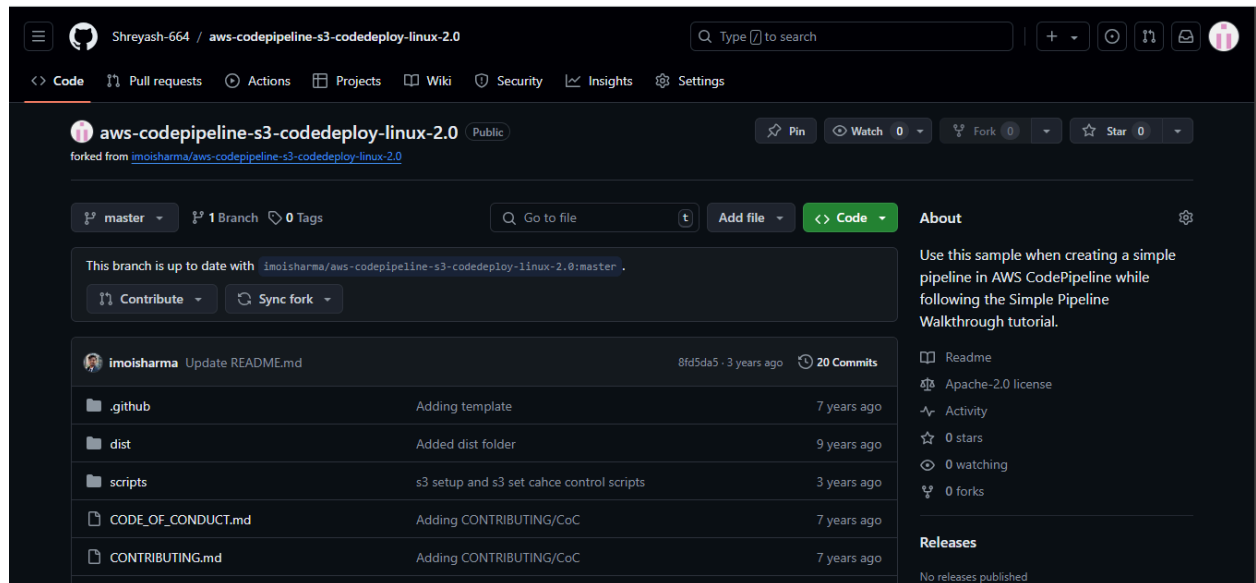 Shreyash-664 / aws-codepipeline-s3-codedeploy-linux-2.0
Type / to search
Code Pull requests Actions Projects Wiki Security Insights Settings
aws-codepipeline-s3-codedeploy-linux-2.0 Public
Pin Watch 0 Fork 0 Star 0
forked from imoisharma/aws-codepipeline-s3-codedeploy-linux-2.0
master 1 Branch 0 Tags Go to file t Add file Code
This branch is up to date with imoisharma/aws-codepipeline-s3-codedeploy-linux-2.0:master .
Contribute Sync fork
imoisharma Update README.md 8fd5da5 · 3 years ago 20 Commits
.github Adding template 7 years ago
dist Added dist folder 9 years ago
scripts s3 setup and s3 set cahce control scripts 3 years ago
CODE_OF_CONDUCT.md Adding CONTRIBUTING/CoC 7 years ago
CONTRIBUTING.md Adding CONTRIBUTING/CoC 7 years ago
About
Use this sample when creating a simple
pipeline in AWS CodePipeline while
following the Simple Pipeline
Walkthrough tutorial.
Readme
Apache-2.0 license
Activity
0 stars
0 watching
0 forks
Releases
No releases published